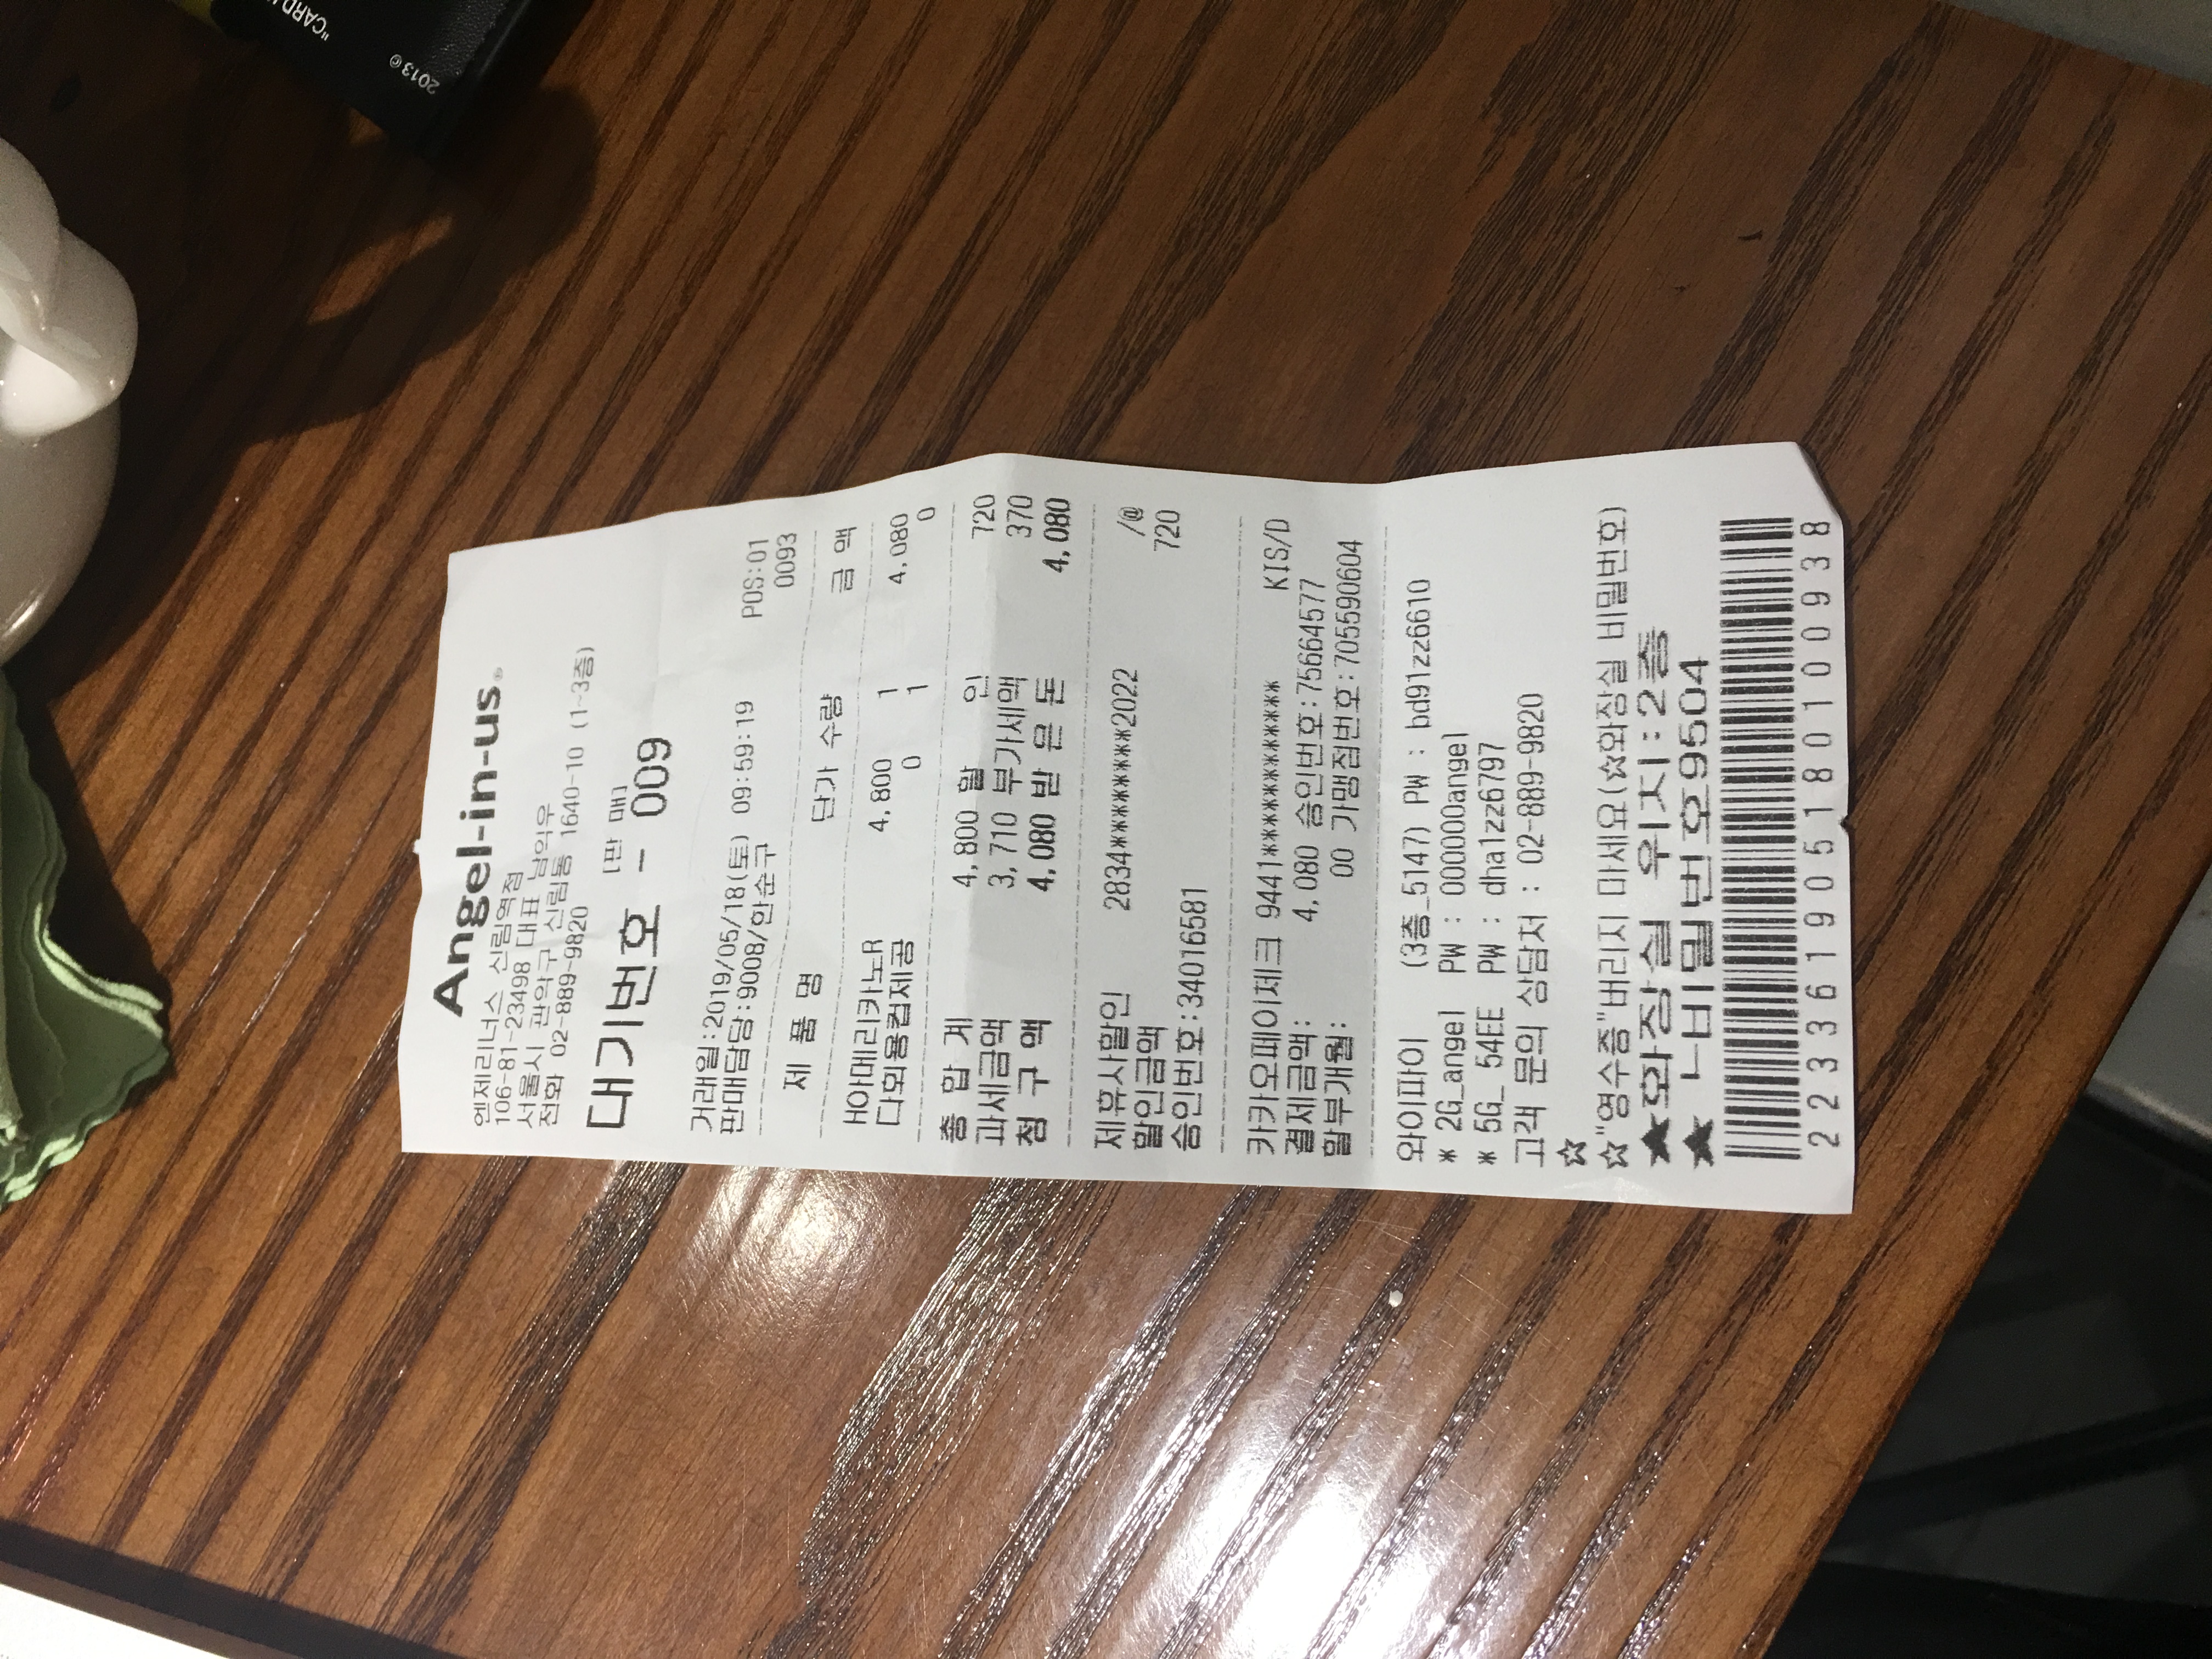 "CARD
2013 ©
Angel-in-us®
엔제리너스 신림역점
106-81-23498 대표 남익우
서울시 관악구 신림동 1640-10 (1-3층)
전화 02-889-9820
[판 매]
대기번호 - 009
거래일:2019/05/18(토) 09:59:19 POS:01
판매담당:9008/한순구 0093
제 품 명 단가 수량 금 액
H아메리카노R 4,800 1 4,080
다회용컵제공 0 1 0
총 합 계 4,800 할 인 720
과세금액 3,710 부가세액 370
청 구 액 4,080 받 은 돈 4,080
제휴사할인 2834********2022 /@
할인금액 720
승인번호:34016581
카카오페이체크 9441************ KIS/D
결제금액: 4,080 승인번호:75664577
할부개월: 00 가맹점번호:705590604
와이파이 (3층_5147) PW : bd91zz6610
* 2G_angel PW : 000000angel
* 5G_ 54EE PW : dha1zz6797
고객 문의 상담처 : 02-889-9820
☆
☆"영수증"버리지 마세요(☆화장실 비밀번호)
★화장실 위치:2층
★ ㄴ비밀번호9504
223361905180100938